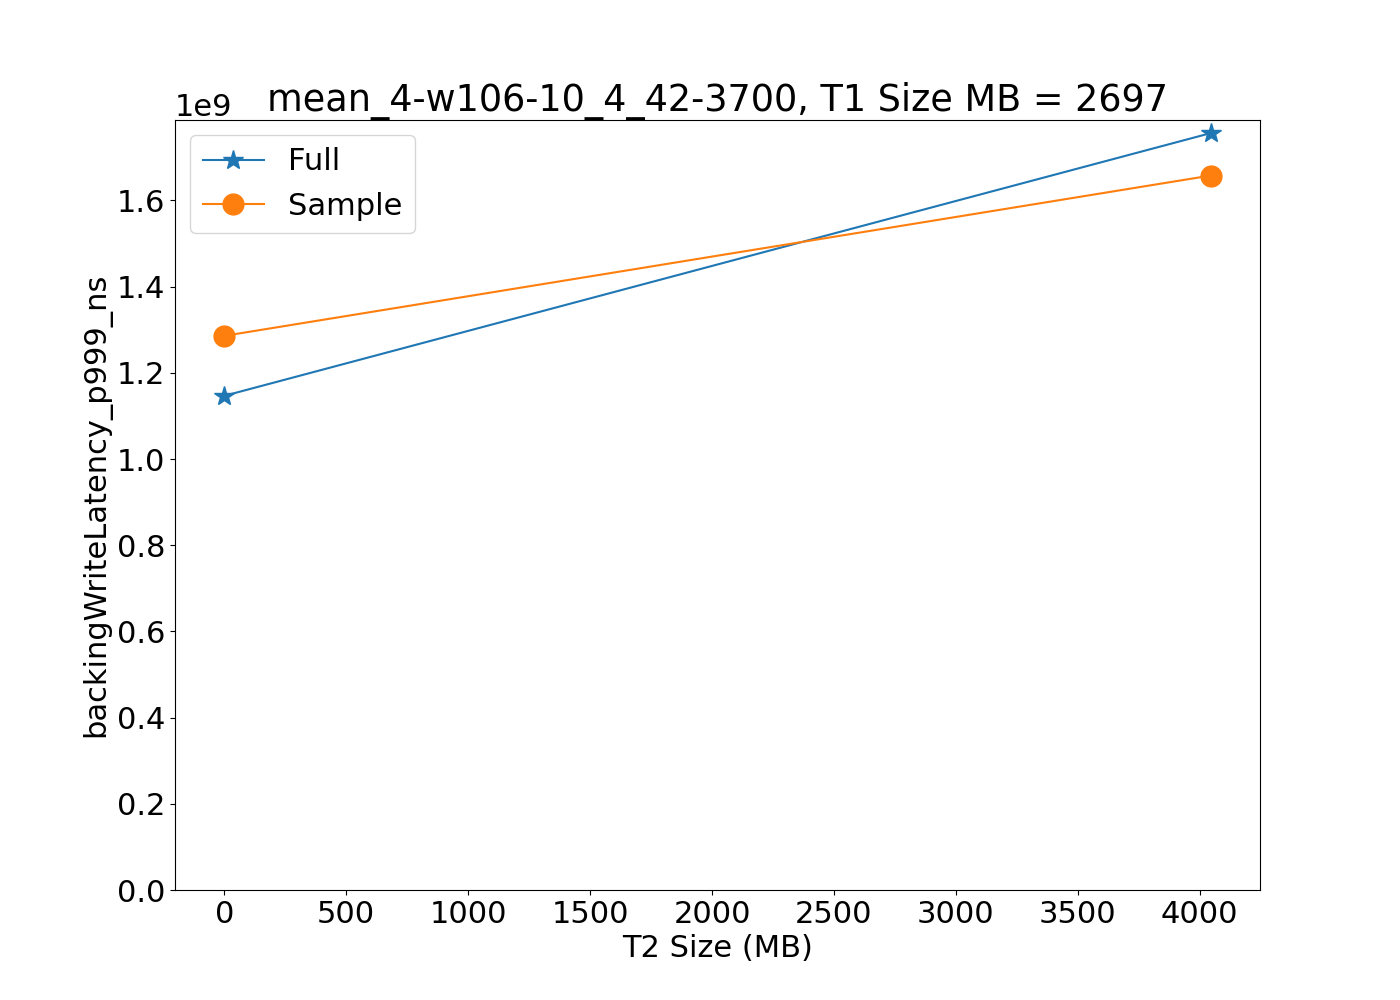 1e9
mean_4-w106-10_4_42-3700, T1 Size MB = 2697
Full
Sample
1.6
1.4
1.2
1.0
0.8
0.6
0.4
0.2
0.0
backingWriteLatency_p999_ns
0 500 1000 1500 2000 2500 3000 3500 4000
T2 Size (MB)